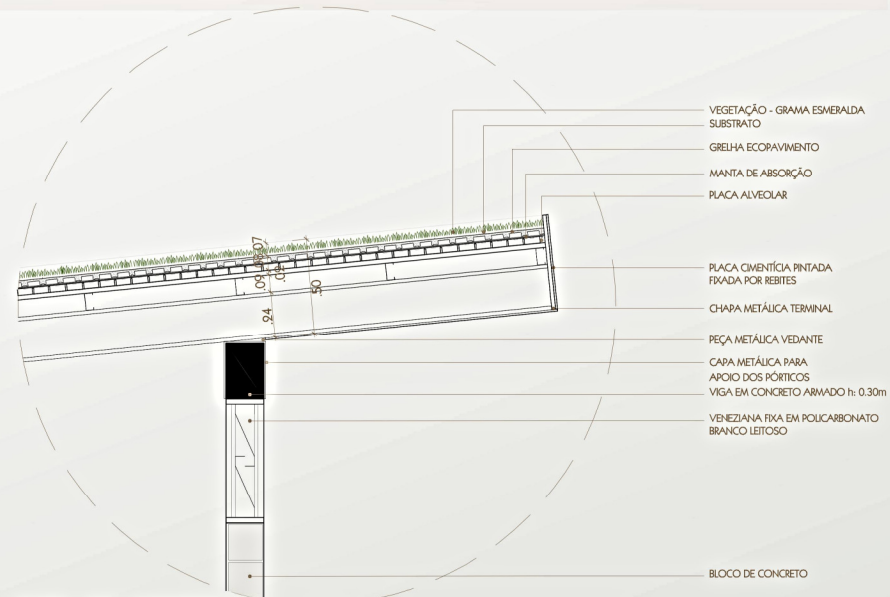 VEGETAÇÃO - GRAMA ESMERALDA
SUBSTRATO
GRELHA ECOPAVIMENTO
MANTA DE ABSORÇÃO
PLACA ALVEOLAR
PLACA CIMENTÍCIA PINTADA
FIXADA POR REBITES
CHAPA METÁLICA TERMINAL
PEÇA METÁLICA VEDANTE
CAPA METÁLICA PARA
APOIO DOS PÓRTICOS
VIGA EM CONCRETO ARMADO h: 0.30m
VENEZIANA FIXA EM POLICARBONATO
BRANCO LEITOSO
BLOCO DE CONCRETO
.07
.50
.24